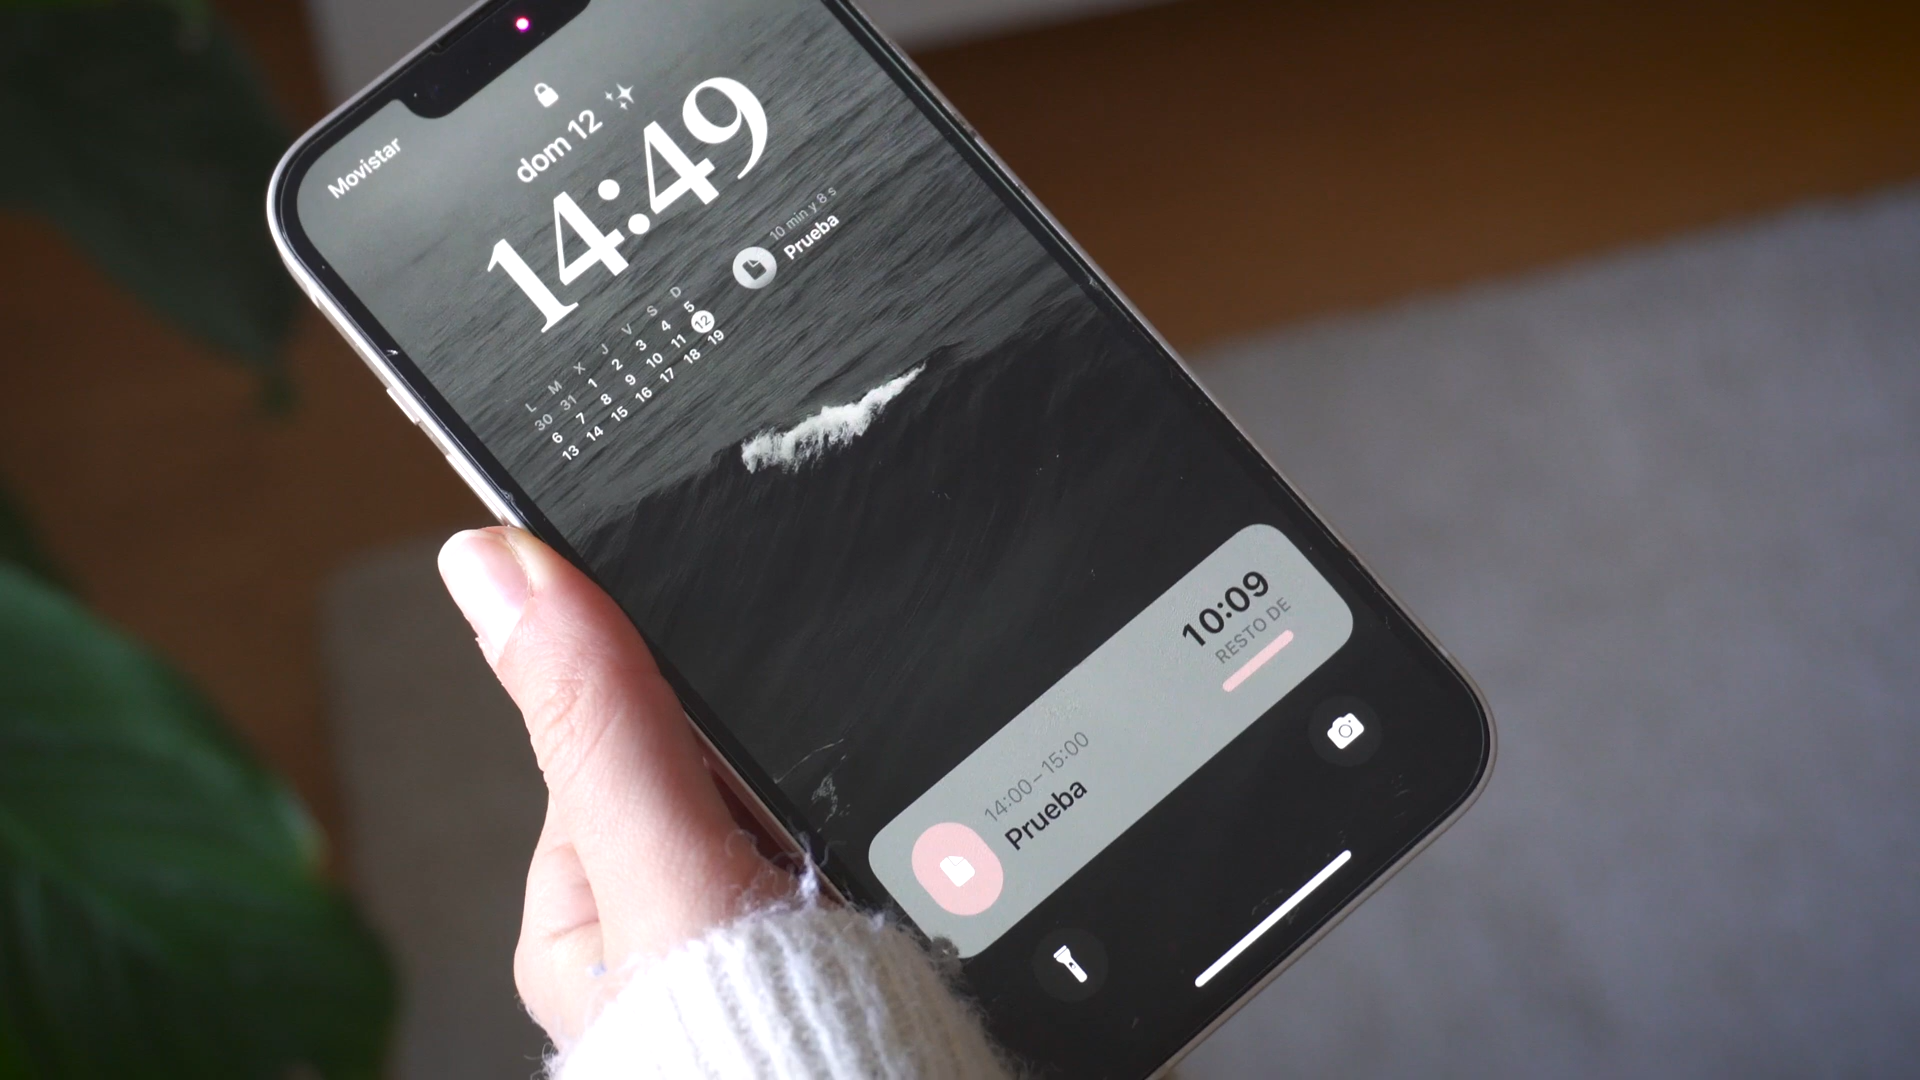 Movistar
dom 12
14:49
10 min y 8 s
Prueba
L M X J V S D
30 31 1 2 3 4 5
6 7 8 9 10 11 12
13 14 15 16 17 18 19
14:00–15:00
Prueba
10:09
RESTO DE